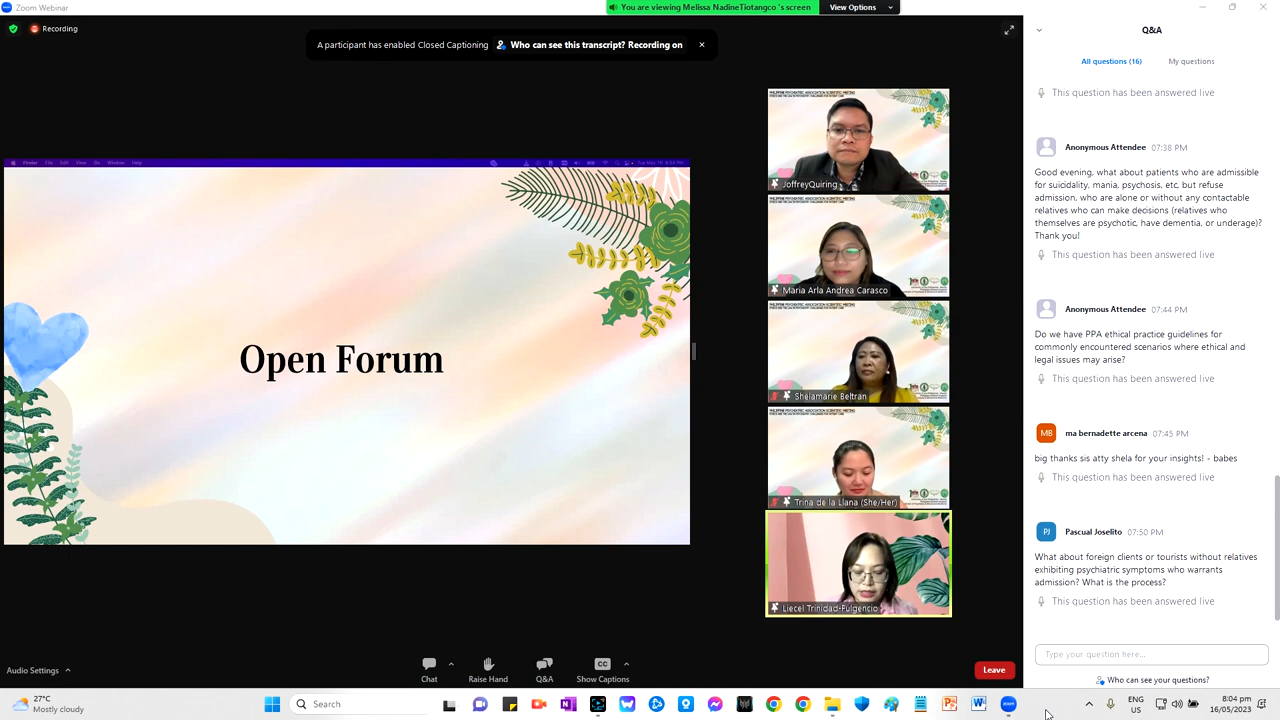 Zoom Webinar
You are viewing Melissa NadineTiotangco 's screen
View Options
Recording
A participant has enabled Closed Captioning
Who can see this transcript? Recording on
Finder File Edit View Go Window Help
Open Forum
JoffreyQuiring
Maria Arla Andrea Carasco
Shelamarie Beltran
Trina de la Llana (She/Her)
Liecel Trinidad-Fulgencio
Q&A
All questions (16)
My questions
This question has been answered live
Anonymous Attendee 07:38 PM
Good evening, what about patients who are admissible
for suicidality, mania, psychosis, etc, but refuse
admission, who are alone or without any contactable
relatives who can make decisions (relatives who
themselves are psychotic, have dementia, or underage)?
Thank you!
This question has been answered live
Anonymous Attendee 07:44 PM
Do we have PPA ethical practice guidelines for
commonly encountered scenarios where ethical and
legal issues may arise?
This question has been answered live
MB
ma bernadette arcena 07:45 PM
big thanks sis atty shela for your insights! - babes
This question has been answered live
PJ
Pascual Joselito 07:50 PM
What about foreign clients or tourists without relatives
exhibiting psychiatric symptoms who warrants
admission? What is the process?
This question has been answered live
Type your question here...
Who can see your questions?
Audio Settings
Chat
Raise Hand
Q&A
CC
Show Captions
Leave
27°C
Mostly cloudy
Search
ENG
US
8:04 pm
16/05/2023